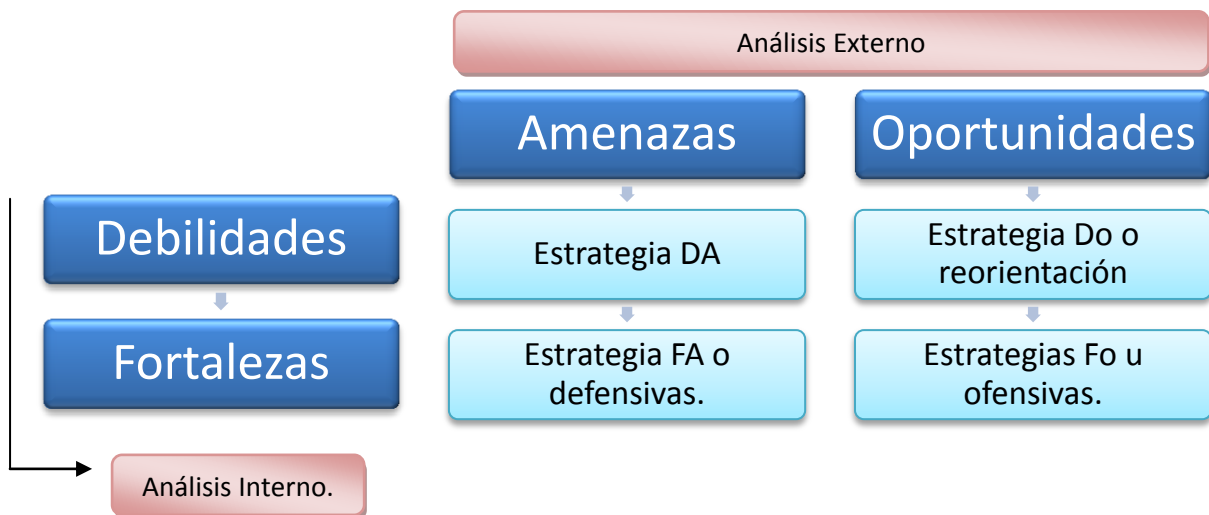 Análisis Externo
Amenazas
Oportunidades
Debilidades
Estrategia DA
Estrategia Do o
reorientación
Fortalezas
Estrategia FA o
defensivas.
Estrategias Fo u
ofensivas.
Análisis Interno.